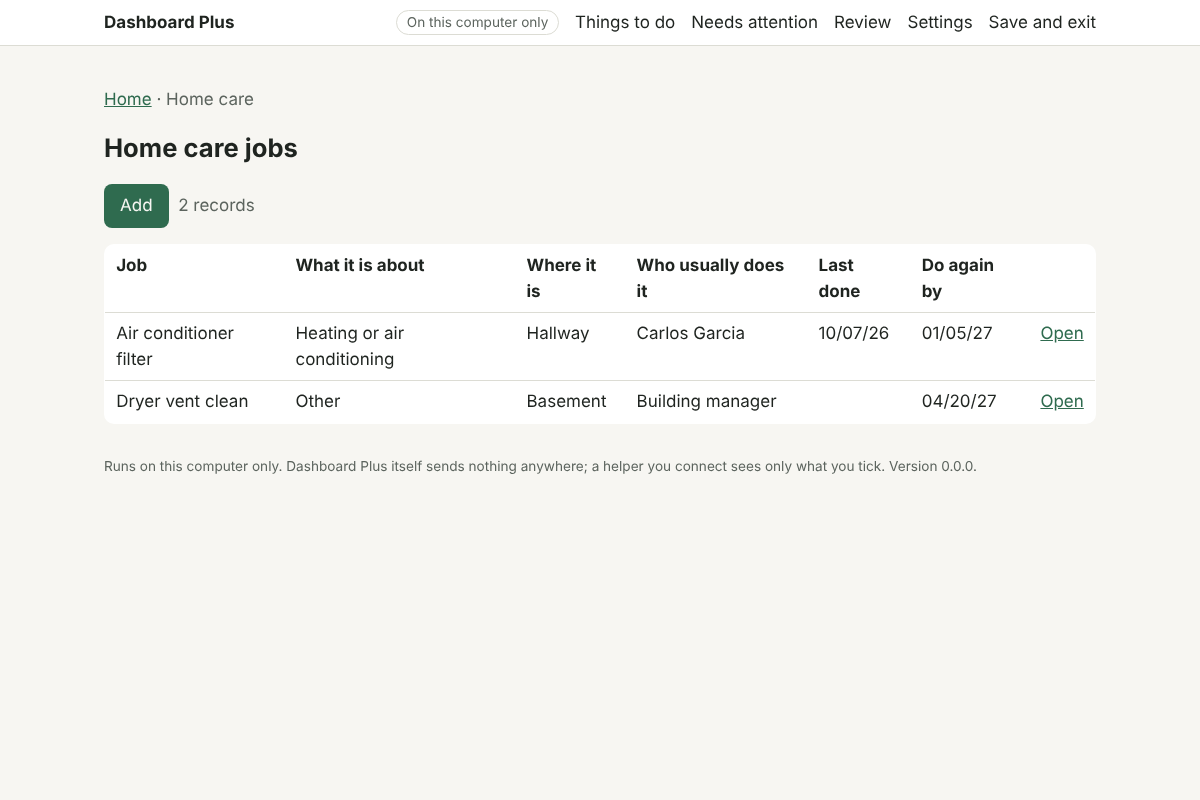 Dashboard Plus
On this computer only
Things to do
Needs attention
Review
Settings
Save and exit
Home · Home care
Home care jobs
Add
2 records
Job
What it is about
Where it is
Who usually does it
Last done
Do again by
Air conditioner filter
Heating or air conditioning
Hallway
Carlos Garcia
10/07/26
01/05/27
Open
Dryer vent clean
Other
Basement
Building manager
04/20/27
Open
Runs on this computer only. Dashboard Plus itself sends nothing anywhere; a helper you connect sees only what you tick. Version 0.0.0.